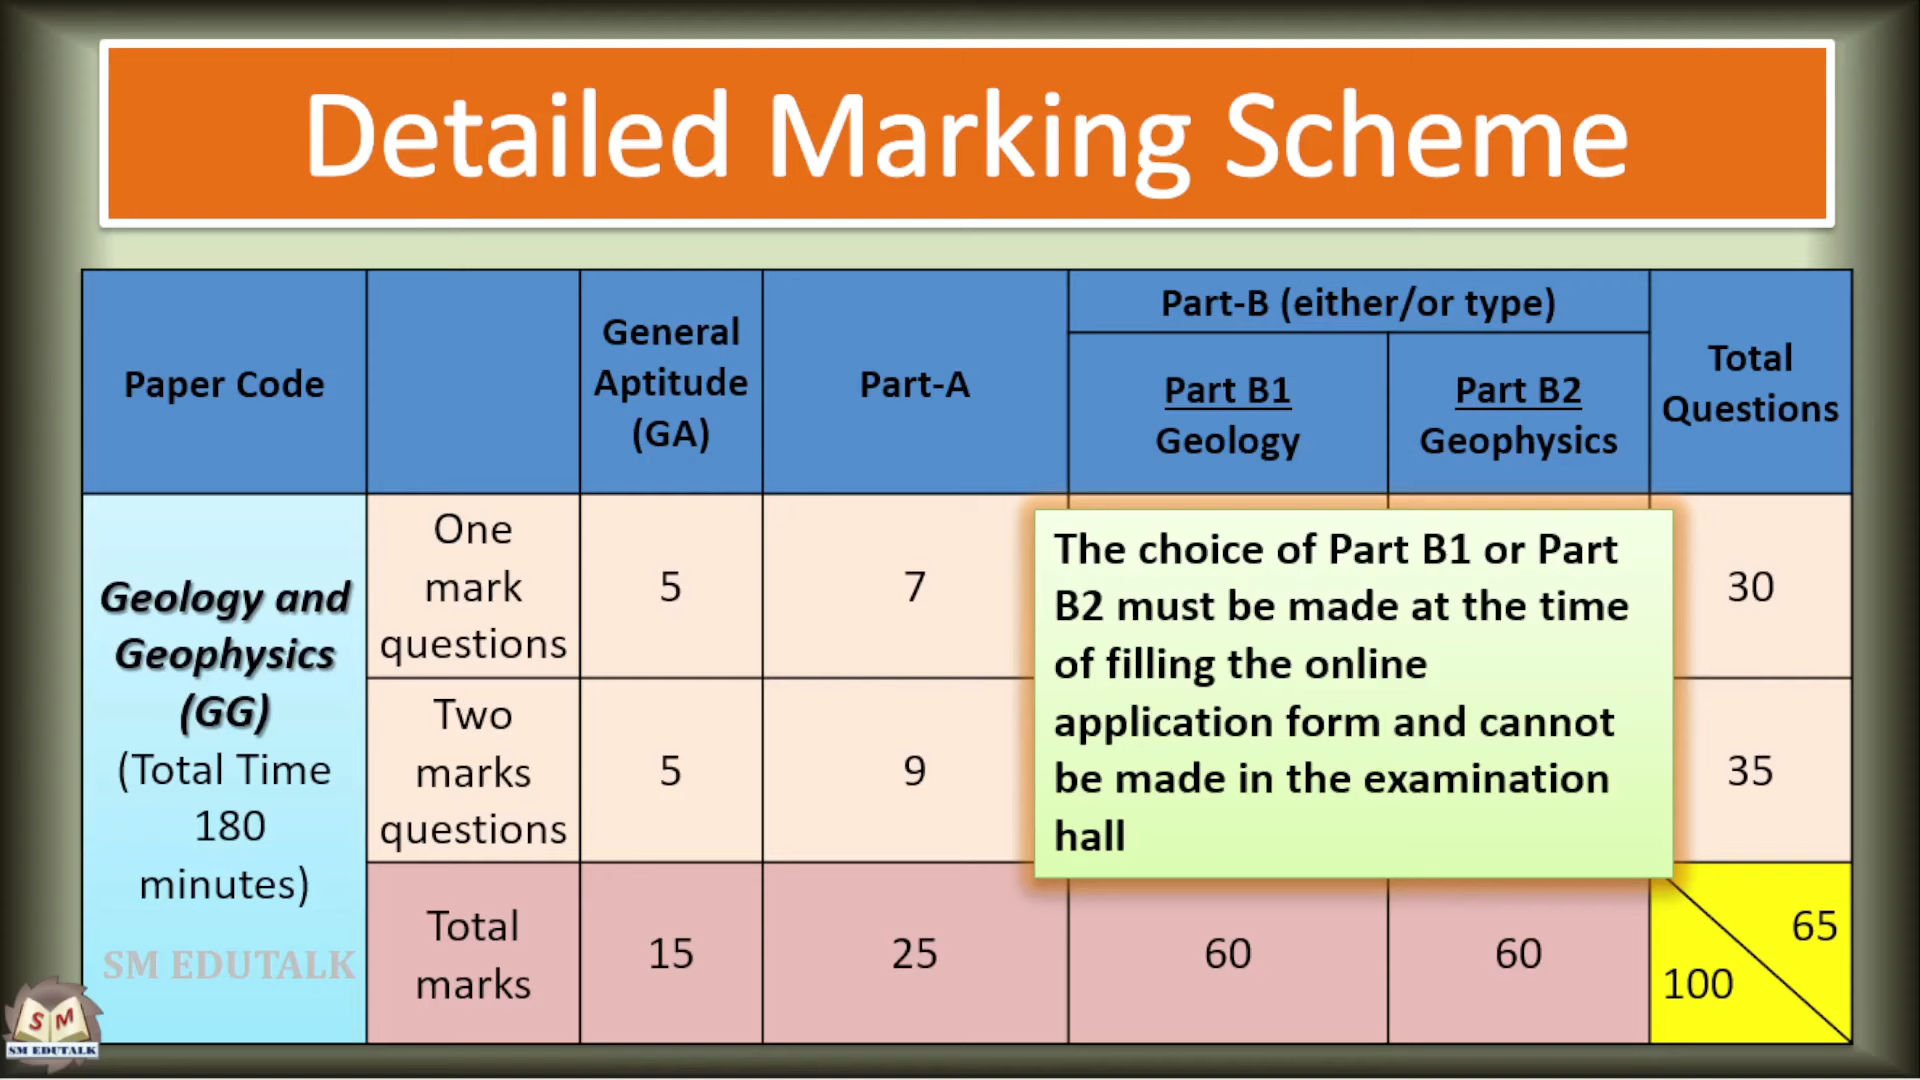 Detailed Marking Scheme
Paper Code
General
Aptitude
(GA)
Part-A
Part-B (either/or type)
Part B1
Geology
Part B2
Geophysics
Total
Questions
Geology and
Geophysics
(GG)
(Total Time
180
minutes)
One
mark
questions
5
7
30
Two
marks
questions
5
9
35
The choice of Part B1 or Part
B2 must be made at the time
of filling the online
application form and cannot
be made in the examination
hall
Total
marks
15
25
60
60
65
100
SM EDUTALK
S M
SM EDUTALK